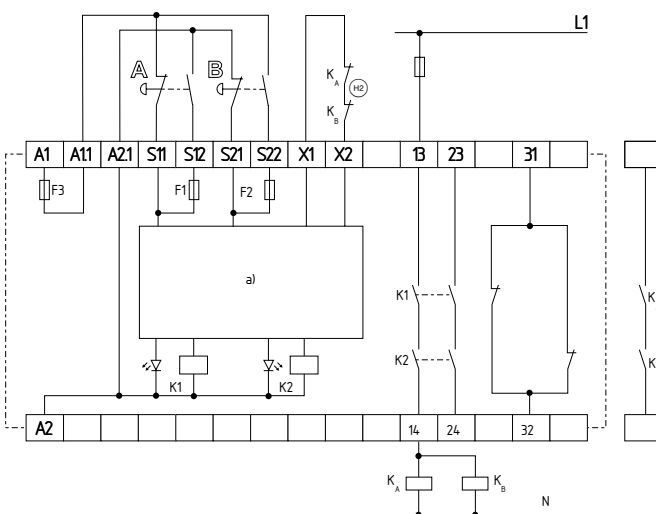 L1
A B
K A
H2
K B
A1 A1.1 A2.1 S11 S12 S21 S22 X1 X2 13 23 31
F3 F1 F2
a)
K1 K
K2 K
K1 K2
A2 14 24 32
K A K B
N